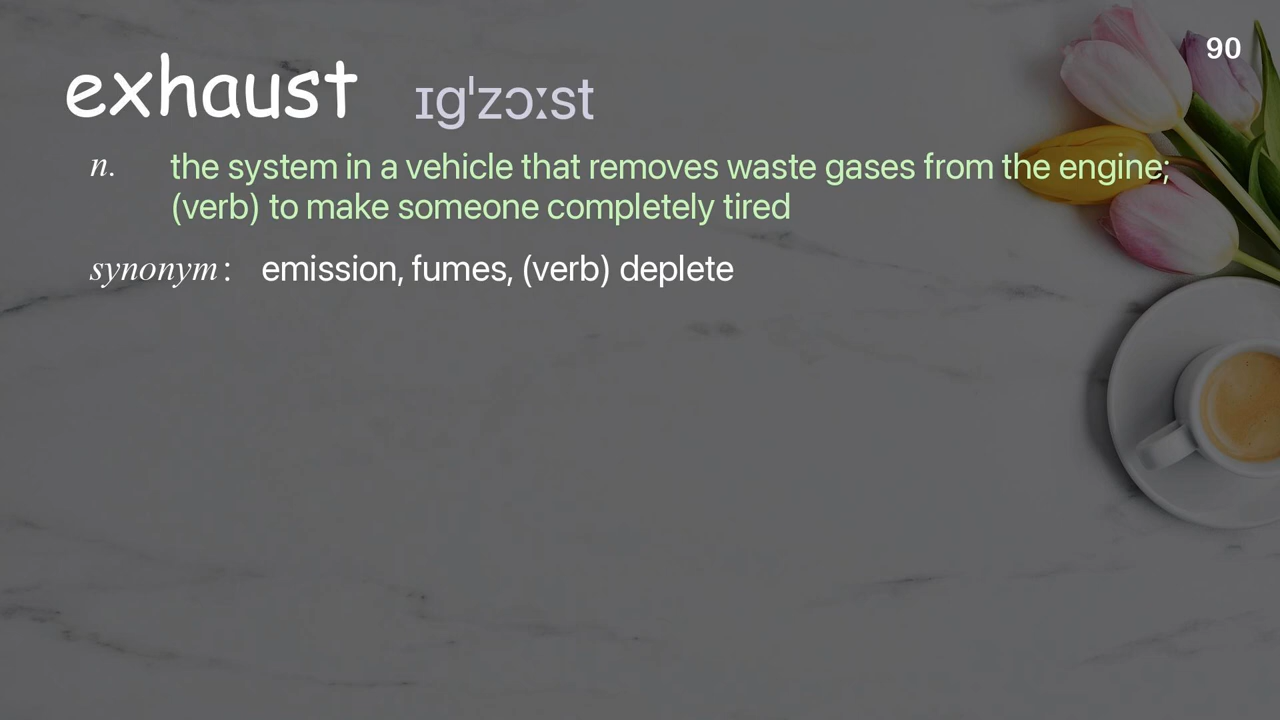 90
exhaust ɪgˈzɔːst
n. the system in a vehicle that removes waste gases from the engine;
(verb) to make someone completely tired
synonym: emission, fumes, (verb) deplete